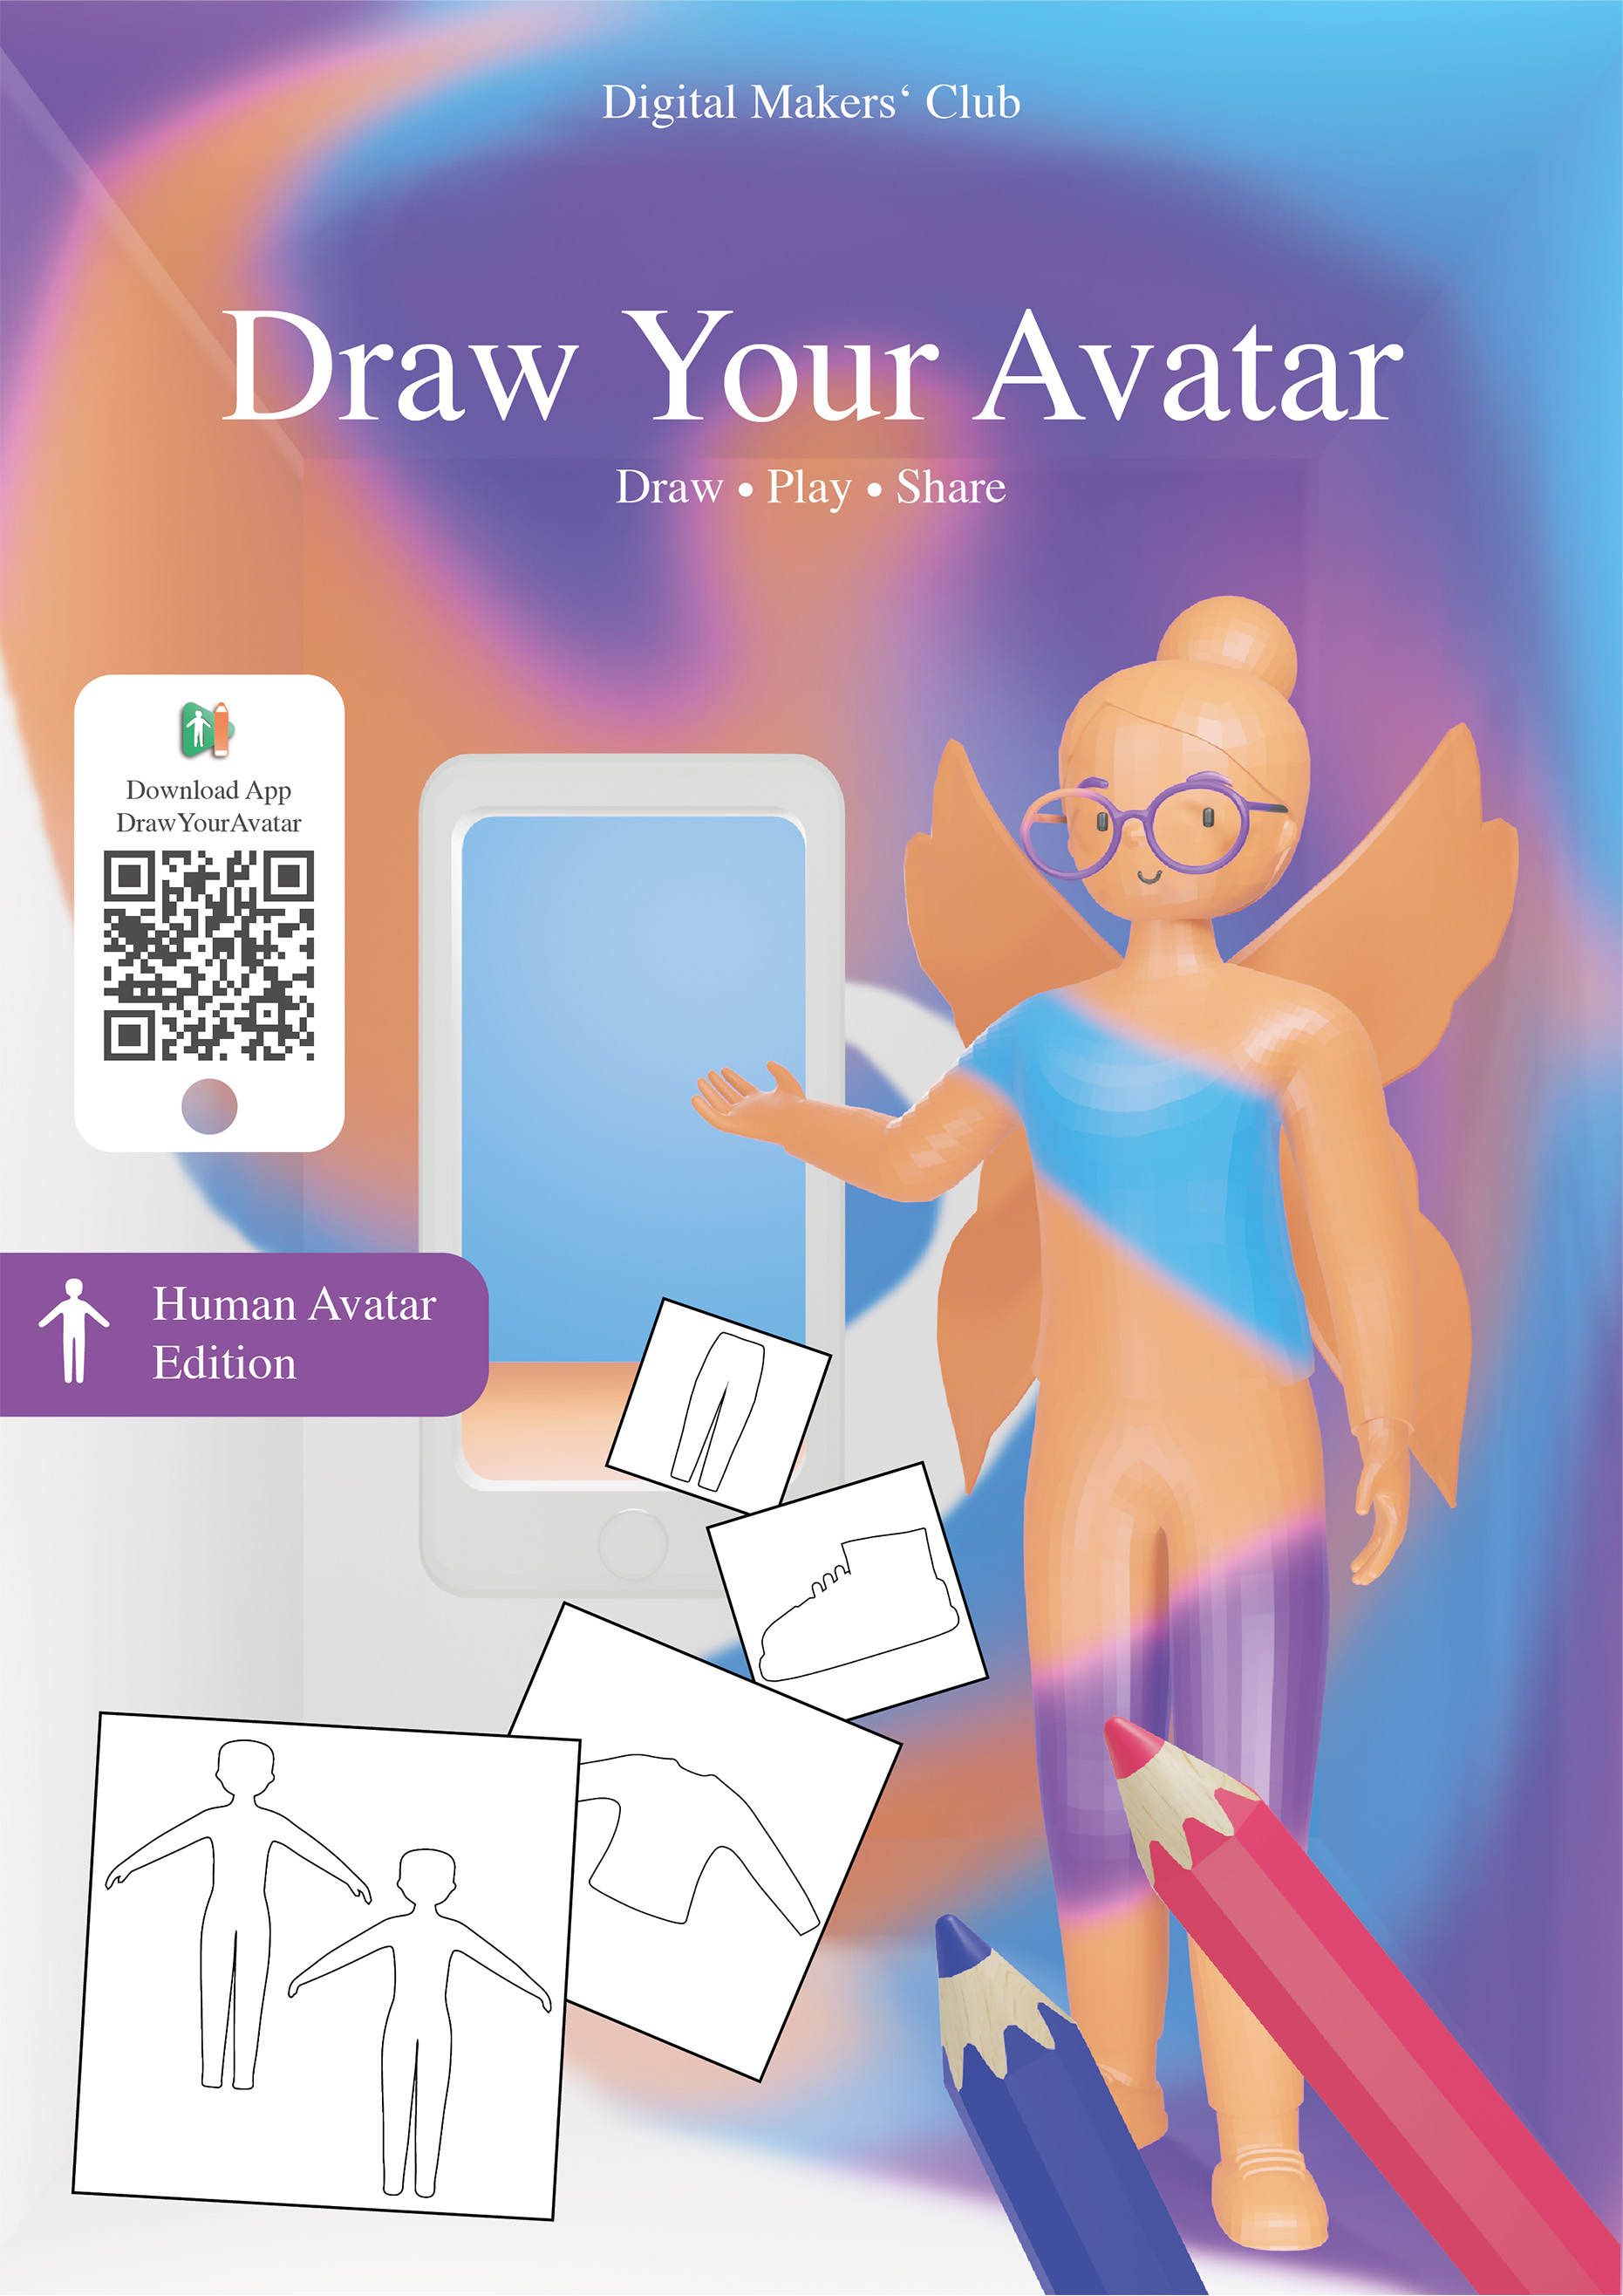 Digital Makers‘ Club
Draw Your Avatar
Draw • Play • Share
Download App
DrawYourAvatar
Human Avatar
Edition